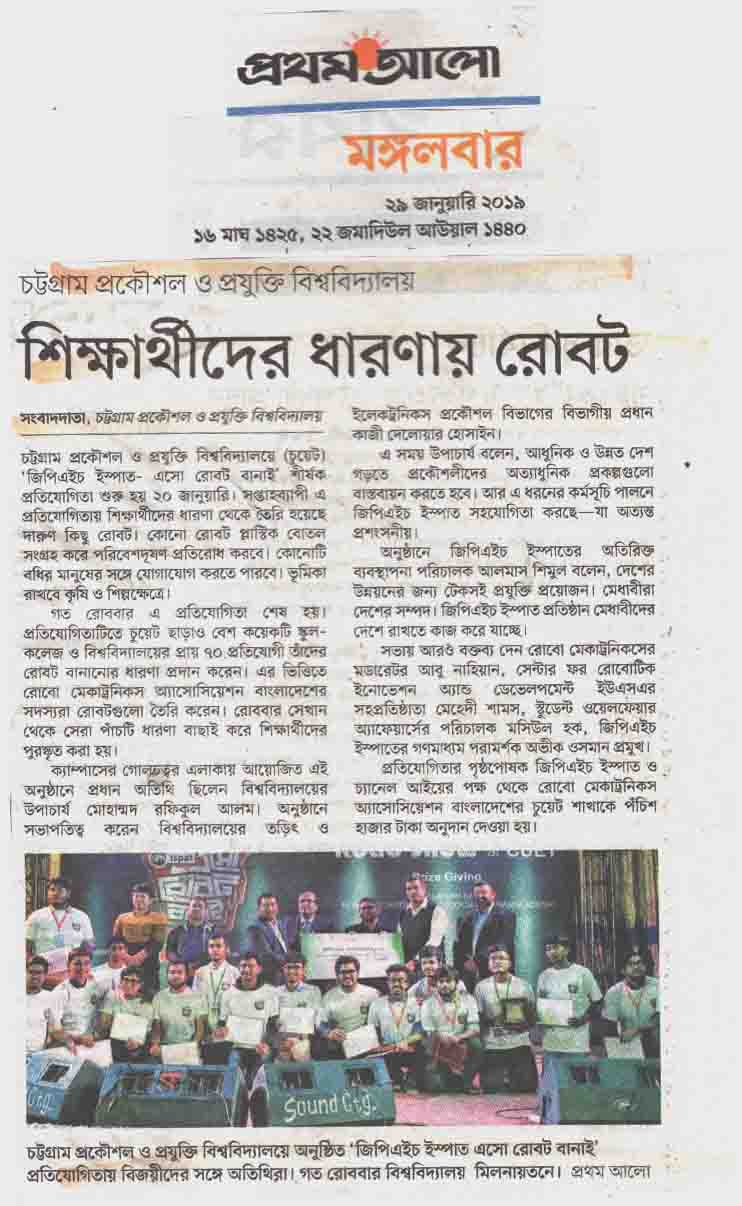 প্রথম আলো
মঙ্গলবার
২৯ জানুয়ারি ২০১৯
১৬ মাঘ ১৪২৫, ২২ জমাদিউল আউয়াল ১৪৪০
চট্টগ্রাম প্রকৌশল ও প্রযুক্তি বিশ্ববিদ্যালয়
শিক্ষার্থীদের ধারণায় রোবট
সংবাদদাতা, চট্টগ্রাম প্রকৌশল ও প্রযুক্তি বিশ্ববিদ্যালয়
চট্টগ্রাম প্রকৌশল ও প্রযুক্তি বিশ্ববিদ্যালয়ে (চুয়েট)
‘জিপিএইচ ইস্পাত- এসো রোবট বানাই’ শীর্ষক
প্রতিযোগিতা শুরু হয় ২০ জানুয়ারি। সপ্তাহব্যাপী এ
প্রতিযোগিতায় শিক্ষার্থীদের ধারণা থেকে তৈরি হয়েছে
দারুণ কিছু রোবট। কোনো রোবট প্লাস্টিক বোতল
সংগ্রহ করে পরিবেশদূষণ প্রতিরোধ করবে। কোনোটি
বধির মানুষের সঙ্গে যোগাযোগ করতে পারবে। ভূমিকা
রাখবে কৃষি ও শিল্পক্ষেত্রে।
গত রোববার এ প্রতিযোগিতা শেষ হয়।
প্রতিযোগিতাটিতে চুয়েট ছাড়াও বেশ কয়েকটি স্কুল-
কলেজ ও বিশ্ববিদ্যালয়ের প্রায় ৭০ প্রতিযোগী তাঁদের
রোবট বানানোর ধারণা প্রদান করেন। এর ভিত্তিতে
রোবো মেকাট্রনিকস অ্যাসোসিয়েশন বাংলাদেশের
সদস্যরা রোবটগুলো তৈরি করেন। রোববার সেখান
থেকে সেরা পাঁচটি ধারণা বাছাই করে শিক্ষার্থীদের
পুরস্কৃত করা হয়।
ক্যাম্পাসের গোলচত্বর এলাকায় আয়োজিত এই
অনুষ্ঠানে প্রধান অতিথি ছিলেন বিশ্ববিদ্যালয়ের
উপাচার্য মোহাম্মদ রফিকুল আলম। অনুষ্ঠানে
সভাপতিত্ব করেন বিশ্ববিদ্যালয়ের তড়িৎ ও
ইলেকট্রনিকস প্রকৌশল বিভাগের বিভাগীয় প্রধান
কাজী দেলোয়ার হোসাইন।
এ সময় উপাচার্য বলেন, আধুনিক ও উন্নত দেশ
গড়তে প্রকৌশলীদের অত্যাধুনিক প্রকল্পগুলো
বাস্তবায়ন করতে হবে। আর এ ধরনের কর্মসূচি পালনে
জিপিএইচ ইস্পাত সহযোগিতা করছে—যা অত্যন্ত
প্রশংসনীয়।
অনুষ্ঠানে জিপিএইচ ইস্পাতের অতিরিক্ত
ব্যবস্থাপনা পরিচালক আলমাস শিমুল বলেন, দেশের
উন্নয়নের জন্য টেকসই প্রযুক্তি প্রয়োজন। মেধাবীরা
দেশের সম্পদ। জিপিএইচ ইস্পাত প্রতিষ্ঠান মেধাবীদের
দেশে রাখতে কাজ করে যাচ্ছে।
সভায় আরও বক্তব্য দেন রোবো মেকাট্রনিকসের
মডারেটর আবু নাহিয়ান, সেন্টার ফর রোবোটিক
ইনোভেশন অ্যান্ড ডেভেলপমেন্ট ইউএসএর
সহপ্রতিষ্ঠাতা মেহেদী শামস, স্টুডেন্ট ওয়েলফেয়ার
অ্যাফেয়ার্সের পরিচালক মসিউল হক, জিপিএইচ
ইস্পাতের গণমাধ্যম পরামর্শক অভীক ওসমান প্রমুখ।
প্রতিযোগিতার পৃষ্ঠপোষক জিপিএইচ ইস্পাত ও
চ্যানেল আইয়ের পক্ষ থেকে রোবো মেকাট্রনিকস
অ্যাসোসিয়েশন বাংলাদেশের চুয়েট শাখাকে পঁচিশ
হাজার টাকা অনুদান দেওয়া হয়।
ispat
CUET
Prize Giving
Ctg.
Sound Ctg.
চট্টগ্রাম প্রকৌশল ও প্রযুক্তি বিশ্ববিদ্যালয়ে অনুষ্ঠিত ‘জিপিএইচ ইস্পাত এসো রোবট বানাই’
প্রতিযোগিতায় বিজয়ীদের সঙ্গে অতিথিরা। গত রোববার বিশ্ববিদ্যালয় মিলনায়তনে। প্রথম আলো